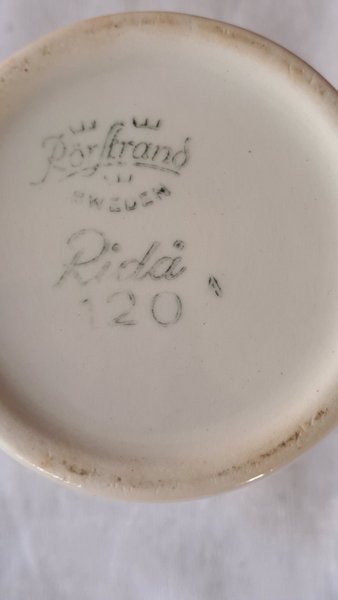 Rörstrand
SWEDEN
Ridå
120